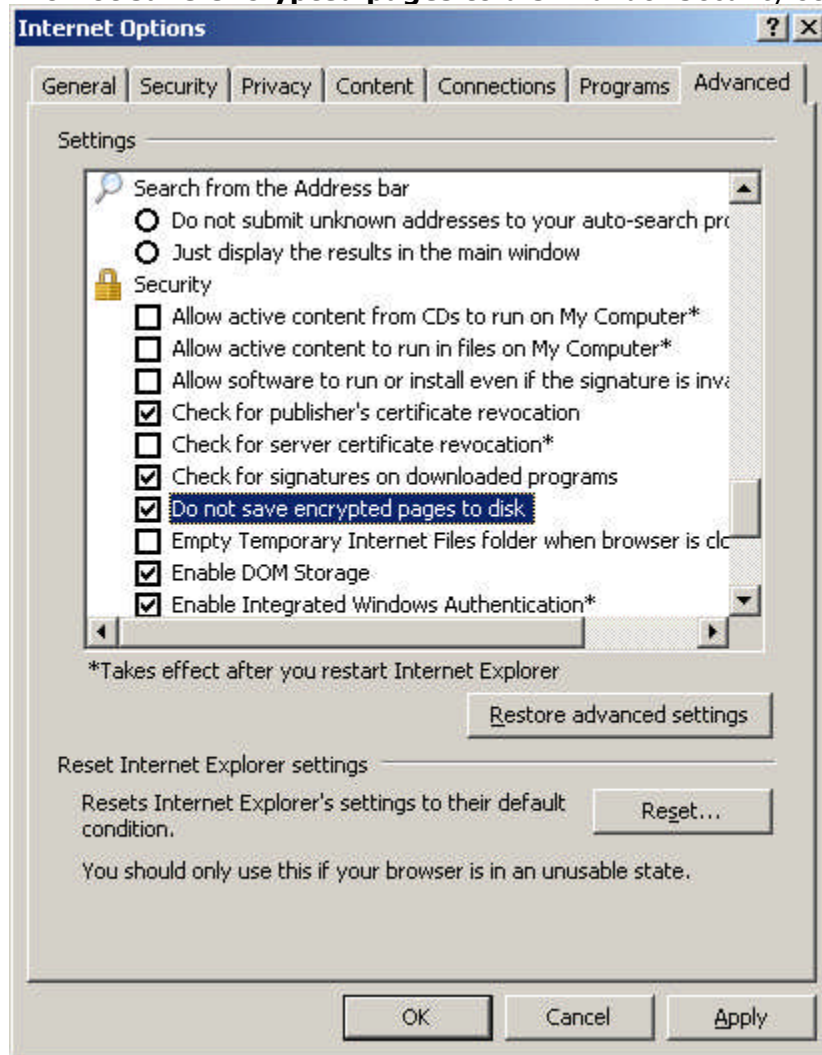 Internet Options
General Security Privacy Content Connections Programs Advanced
Settings
Search from the Address bar
Do not submit unknown addresses to your auto-search pro
Just display the results in the main window
Security
Allow active content from CDs to run on My Computer*
Allow active content to run in files on My Computer*
Allow software to run or install even if the signature is inva
Check for publisher's certificate revocation
Check for server certificate revocation*
Check for signatures on downloaded programs
Do not save encrypted pages to disk
Empty Temporary Internet Files folder when browser is clo
Enable DOM Storage
Enable Integrated Windows Authentication*
*Takes effect after you restart Internet Explorer
Restore advanced settings
Reset Internet Explorer settings
Resets Internet Explorer's settings to their default
condition.
Reset...
You should only use this if your browser is in an unusable state.
OK Cancel Apply